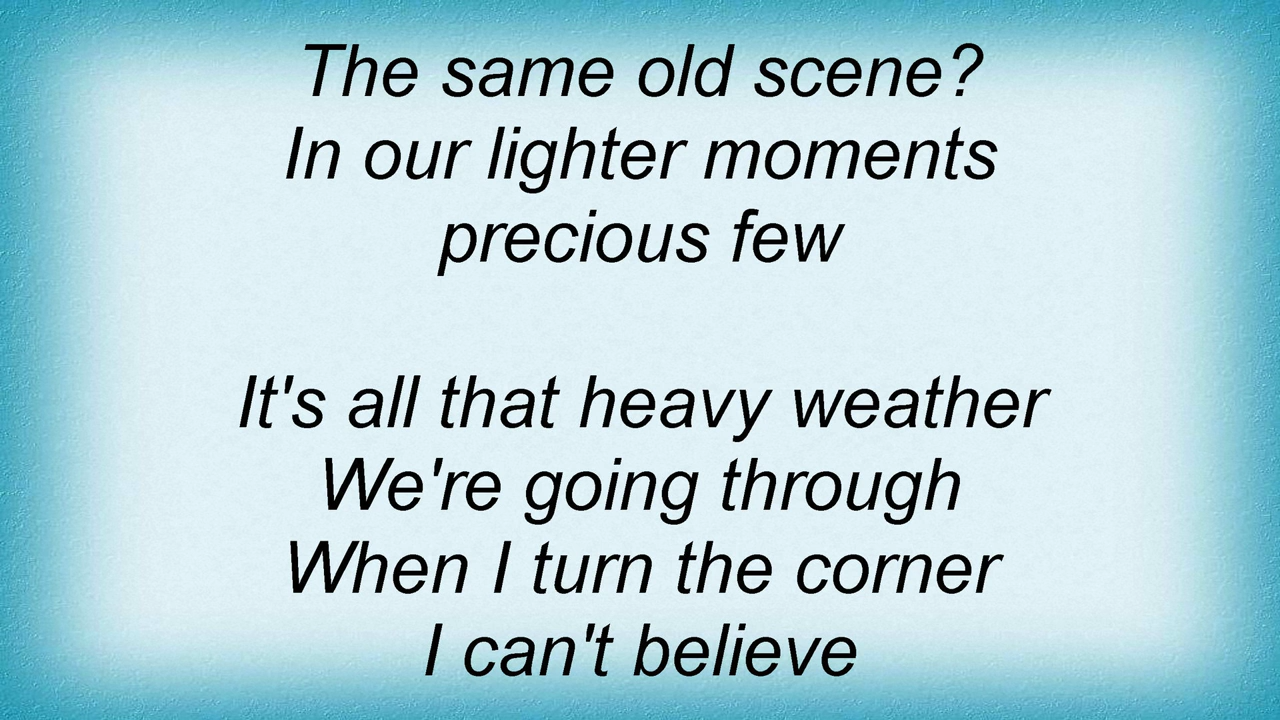 The same old scene?
In our lighter moments
precious few
It's all that heavy weather
We're going through
When I turn the corner
I can't believe